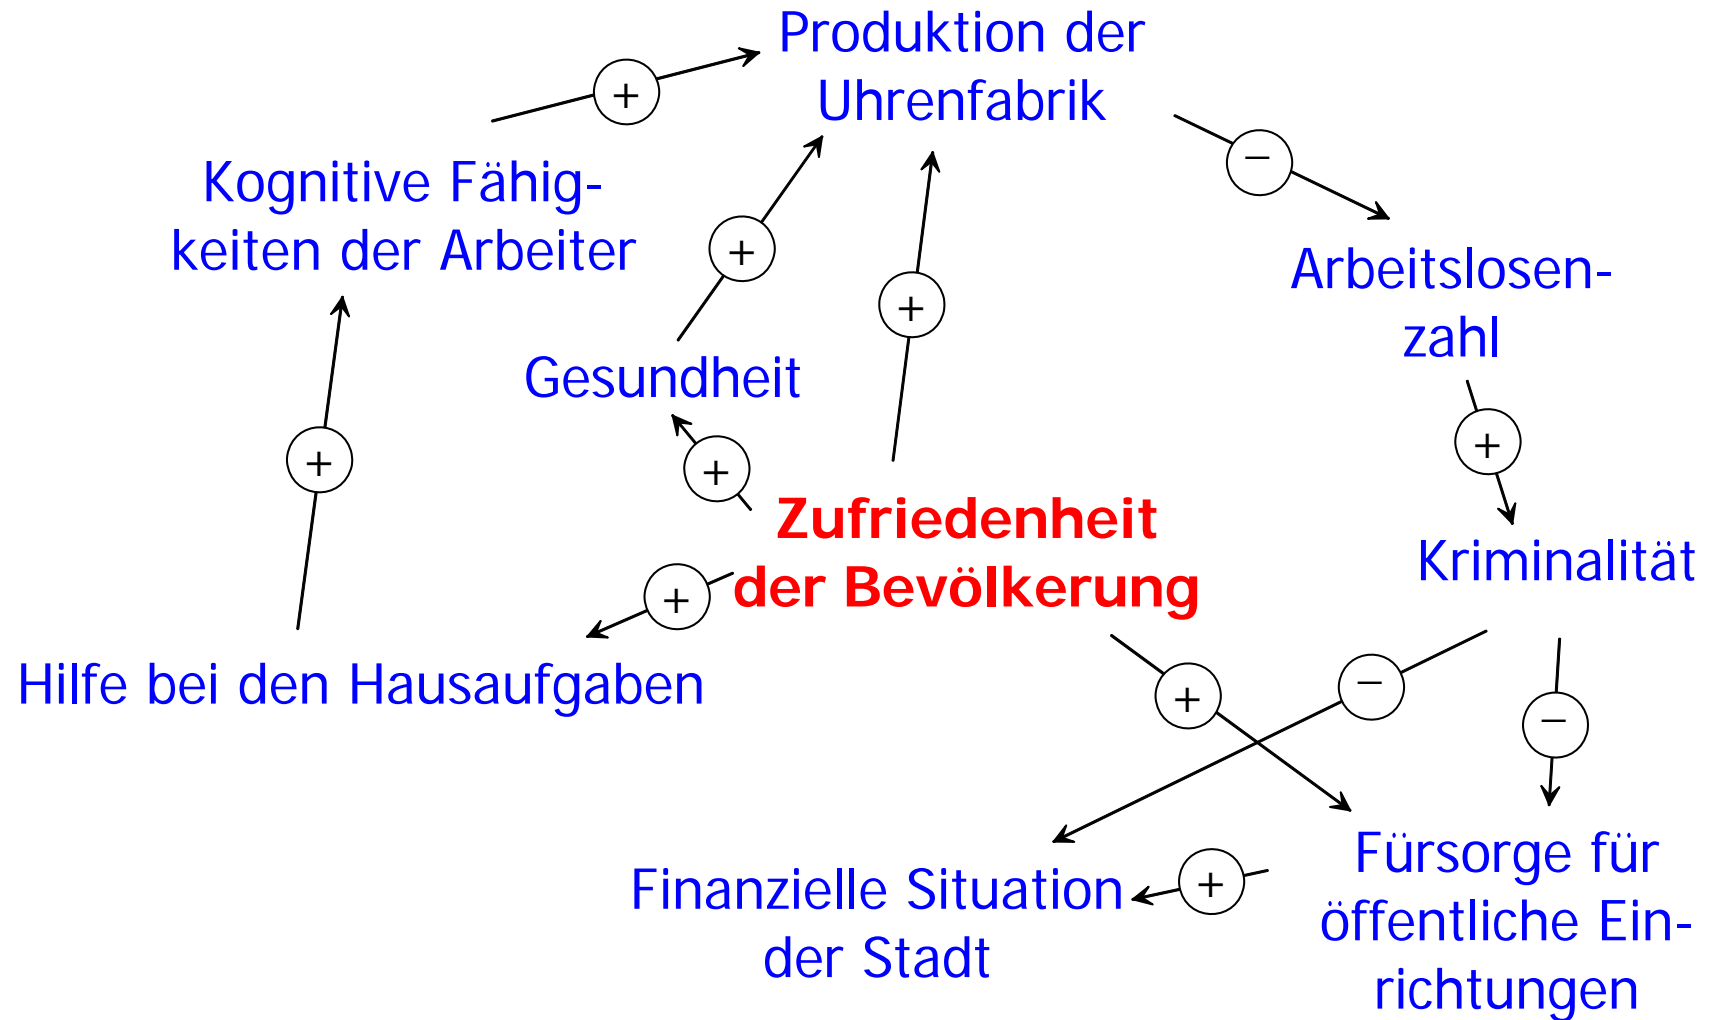 Produktion der
Uhrenfabrik
+
Kognitive Fähig-
keiten der Arbeiter
−
+
Arbeitslosen-
zahl
+
Gesundheit
+
+
+
Zufriedenheit
der Bevölkerung
Kriminalität
+
Hilfe bei den Hausaufgaben
+
−
−
Finanzielle Situation
der Stadt
+
Fürsorge für
öffentliche Ein-
richtungen